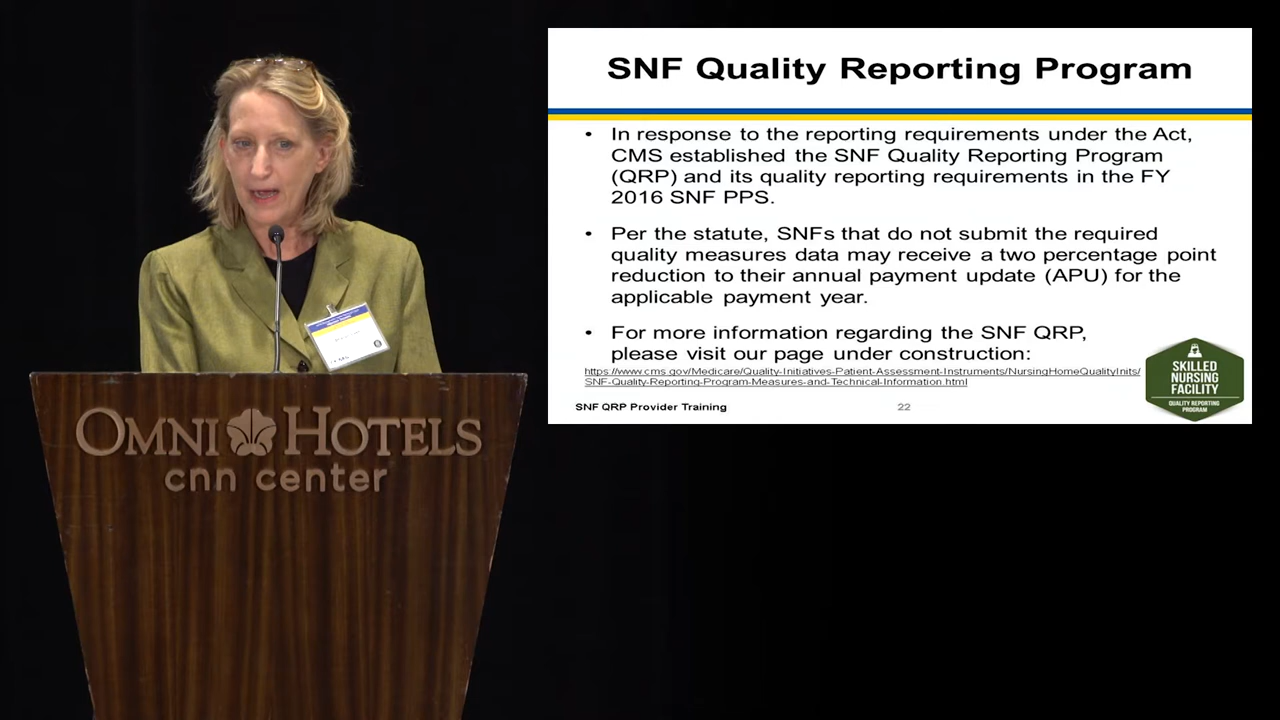 SNF Quality Reporting Program
• In response to the reporting requirements under the Act,
CMS established the SNF Quality Reporting Program
(QRP) and its quality reporting requirements in the FY
2016 SNF PPS.
• Per the statute, SNFs that do not submit the required
quality measures data may receive a two percentage point
reduction to their annual payment update (APU) for the
applicable payment year.
• For more information regarding the SNF QRP,
please visit our page under construction:
https://www.cms.gov/Medicare/Quality-Initiatives-Patient-Assessment-Instruments/NursingHomeQualityInits/
SNF-Quality-Reporting-Program-Measures-and-Technical-Information.html
SKILLED
NURSING
FACILITY
QUALITY REPORTING
PROGRAM
SNF QRP Provider Training
22
OMNI HOTELS
cnn center